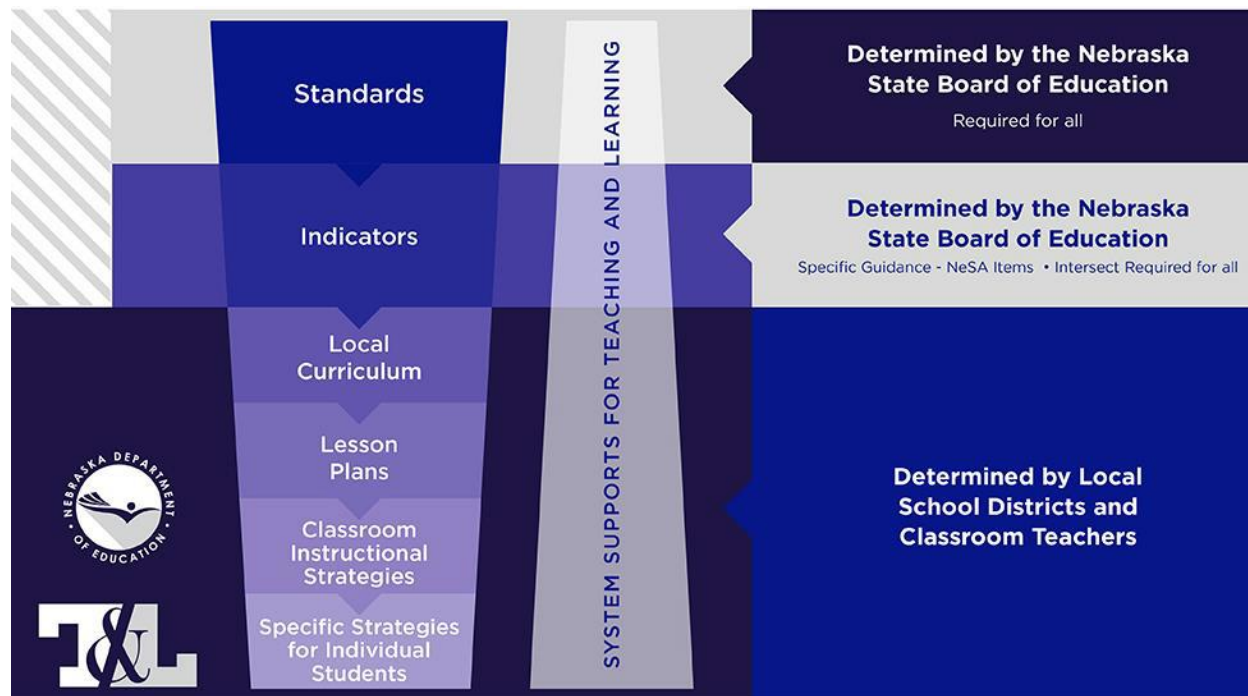 Standards
Indicators
Local
Curriculum
Lesson
Plans
Classroom
Instructional
Strategies
Specific Strategies
for Individual
Students
SYSTEM SUPPORTS FOR TEACHING AND LEARNING
Determined by the Nebraska
State Board of Education
Required for all
Determined by the Nebraska
State Board of Education
Specific Guidance - NeSA Items • Intersect Required for all
Determined by Local
School Districts and
Classroom Teachers
NEBRASKA DEPARTMENT
• OF EDUCATION •
T&L